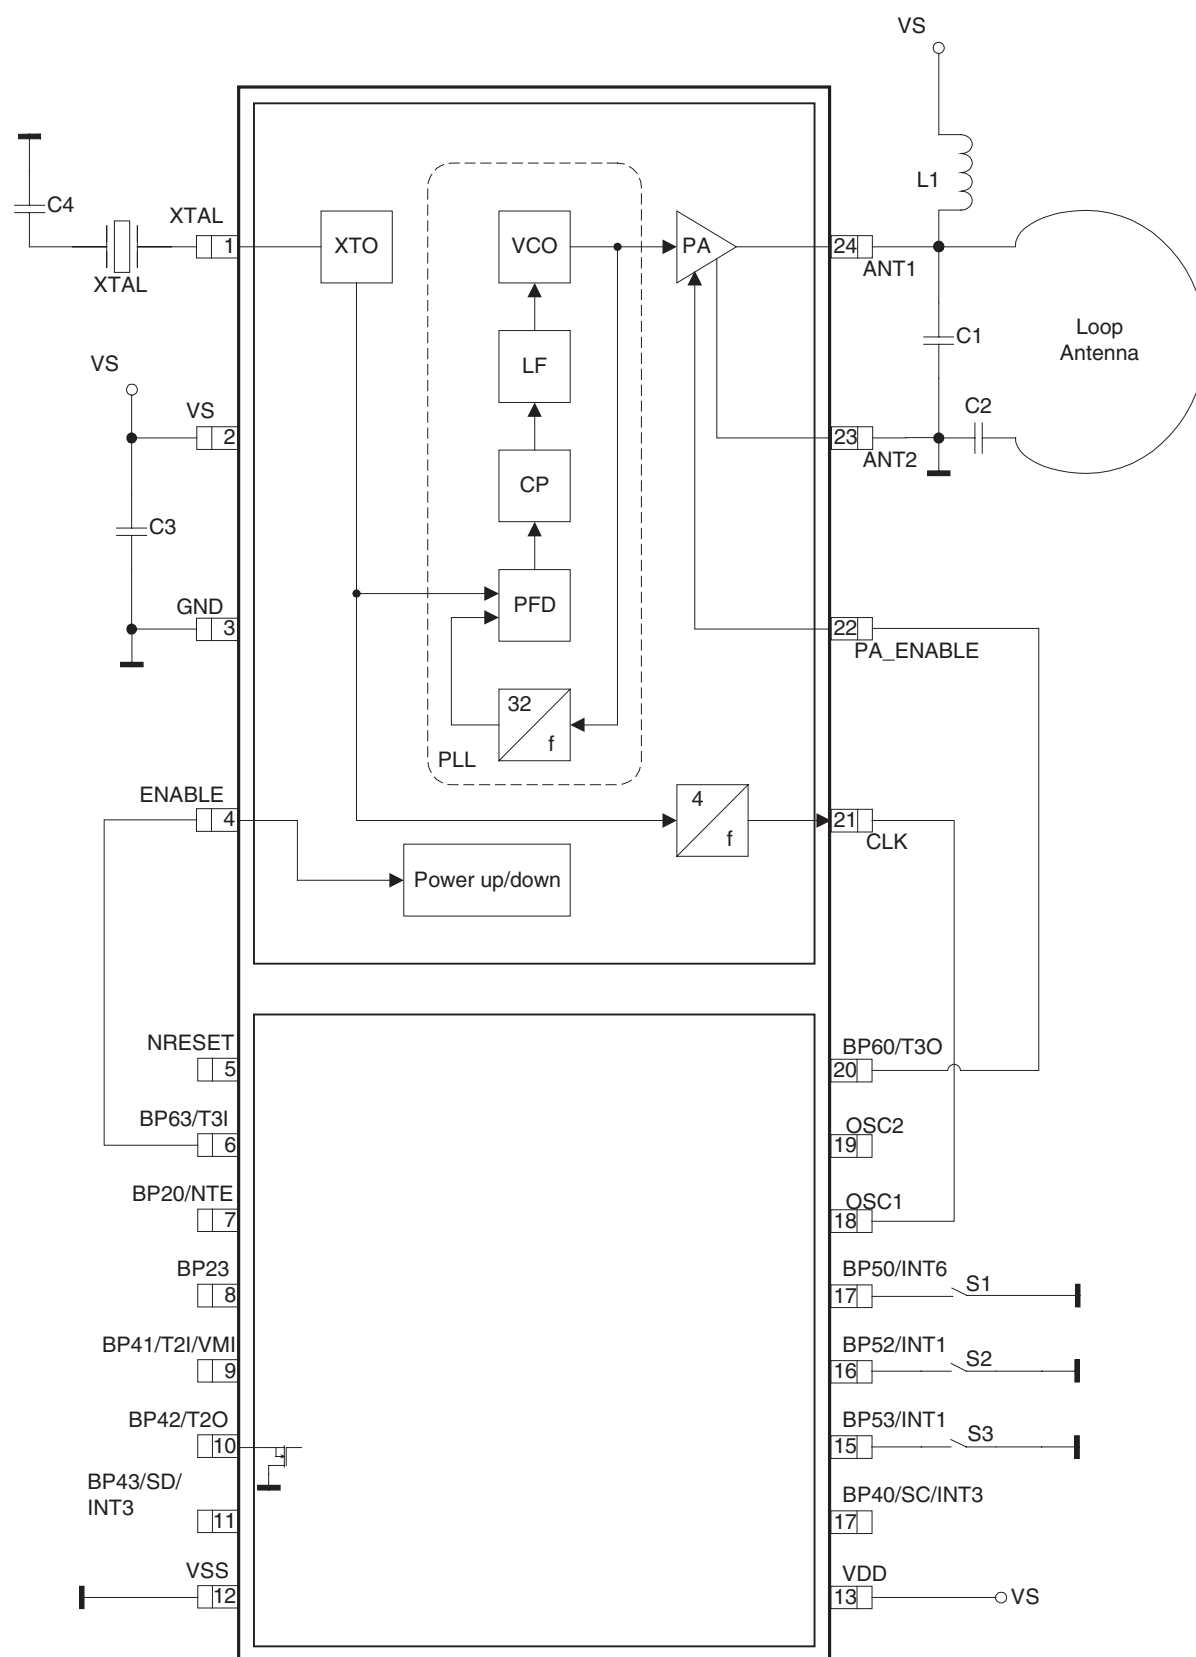 VS
C4
XTAL
1
XTAL
XTO
VCO
PA
24
ANT1
L1
C1
Loop
Antenna
LF
VS
VS
2
C2
23
ANT2
CP
C3
GND
3
PFD
22
PA_ENABLE
32
f
PLL
ENABLE
4
4
f
21
CLK
Power up/down
NRESET
5
BP60/T3O
20
BP63/T3I
6
OSC2
19
BP20/NTE
7
OSC1
18
BP23
8
BP50/INT6
17
S1
BP41/T2I/VMI
9
BP52/INT1
16
S2
BP42/T2O
10
BP53/INT1
15
S3
BP43/SD/
INT3
11
BP40/SC/INT3
17
VSS
12
VDD
13
VS